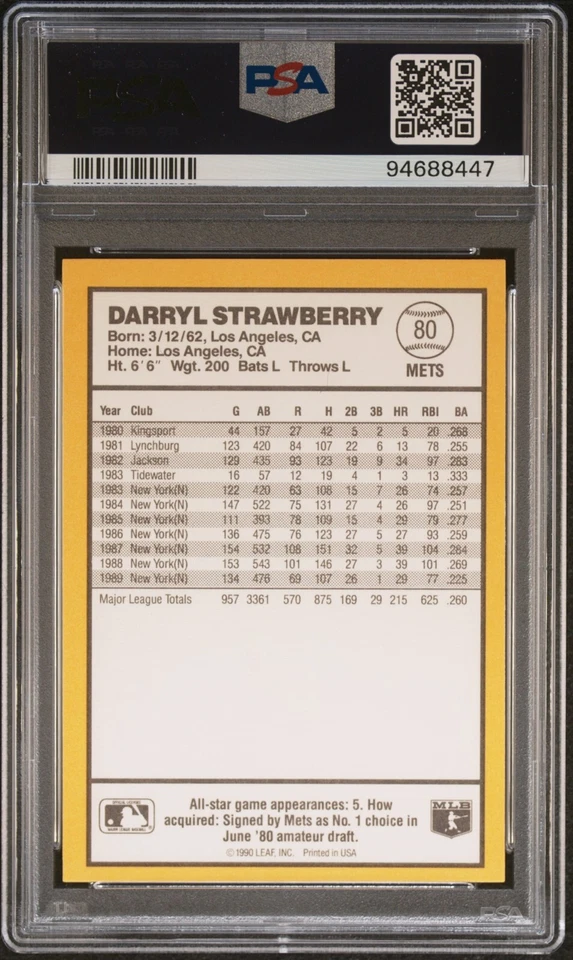 PSA
94688447
DARRYL STRAWBERRY
Born: 3/12/62, Los Angeles, CA
Home: Los Angeles, CA
Ht. 6'6" Wgt. 200 Bats L Throws L
80
METS
Year Club G AB R H 2B 3B HR RBI BA
1980 Kingsport 44 157 27 42 5 2 5 20 .268
1981 Lynchburg 123 420 84 107 22 6 13 78 .255
1982 Jackson 129 435 93 123 19 9 34 97 .283
1983 Tidewater 16 57 12 19 4 1 3 13 .333
1983 New York(N) 122 420 63 108 15 7 26 74 .257
1984 New York(N) 147 522 75 131 27 4 26 97 .251
1985 New York(N) 111 393 78 109 15 4 29 79 .277
1986 New York(N) 136 475 76 123 27 5 27 93 .259
1987 New York(N) 154 532 108 151 32 5 39 104 .284
1988 New York(N) 153 543 101 146 27 3 39 101 .269
1989 New York(N) 134 476 69 107 26 1 29 77 .225
Major League Totals 957 3361 570 875 169 29 215 625 .260
All-star game appearances: 5. How
acquired: Signed by Mets as No. 1 choice in
June '80 amateur draft.
© 1990 LEAF, INC. Printed in USA
MLB
PSA